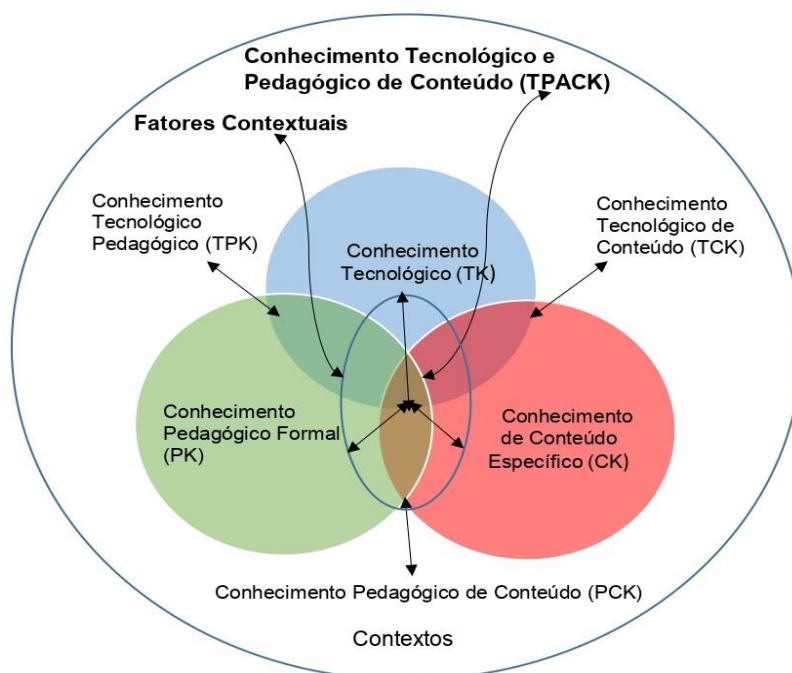 Conhecimento Tecnológico e
Pedagógico de Conteúdo (TPACK)
Fatores Contextuais
Conhecimento
Tecnológico
Pedagógico (TPK)
Conhecimento
Tecnológico (TK)
Conhecimento
Tecnológico de
Conteúdo (TCK)
Conhecimento
Pedagógico Formal
(PK)
Conhecimento
de Conteúdo
Específico (CK)
Conhecimento Pedagógico de Conteúdo (PCK)
Contextos